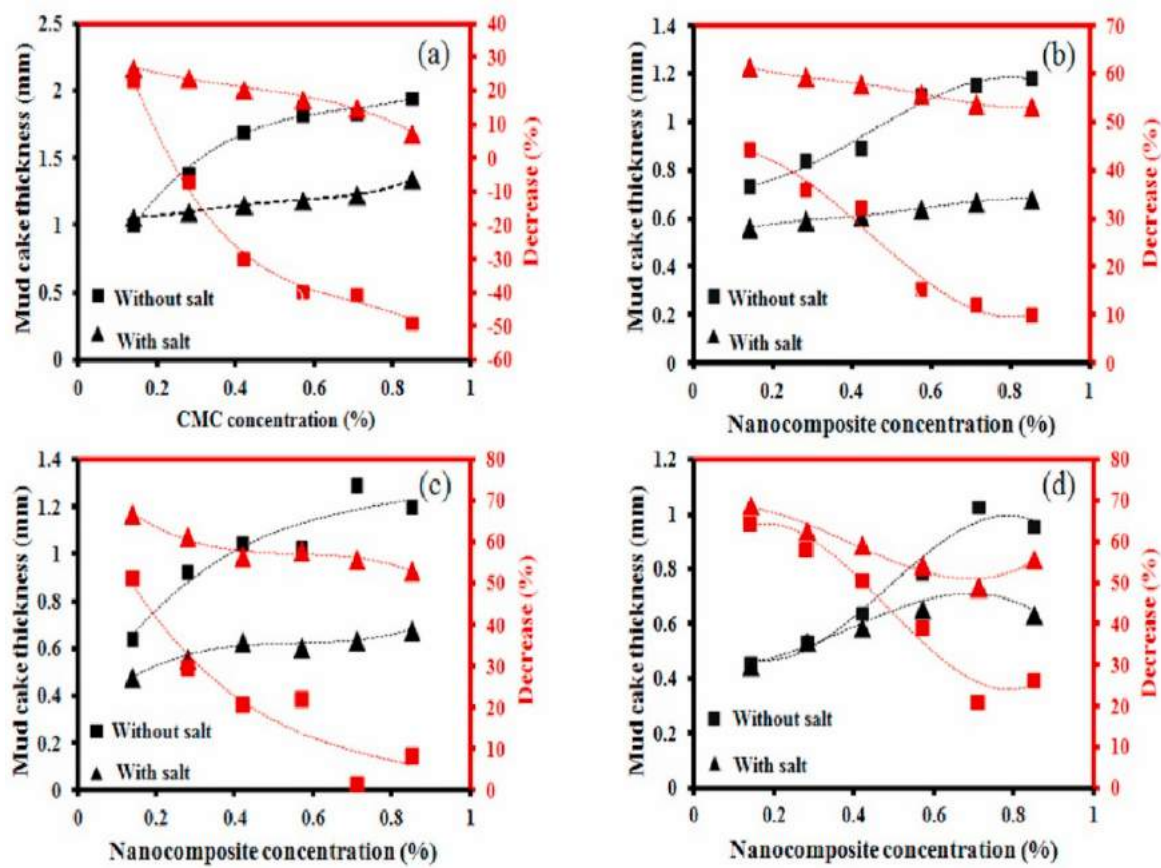 (a)
Mud cake thickness (mm)
2.5
2
1.5
1
0.5
0
40
30
20
10
0
-10
-20
-30
-40
-50
-60
Decrease (%)
Without salt
With salt
0 0.2 0.4 0.6 0.8 1
CMC concentration (%)
(b)
Mud cake thickness (mm)
1.4
1.2
1
0.8
0.6
0.4
0.2
0
70
60
50
40
30
20
10
0
Decrease (%)
Without salt
With salt
0 0.2 0.4 0.6 0.8 1
Nanocomposite concentration (%)
(c)
Mud cake thickness (mm)
1.4
1.2
1
0.8
0.6
0.4
0.2
0
80
70
60
50
40
30
20
10
0
Decrease (%)
Without salt
With salt
0 0.2 0.4 0.6 0.8 1
Nanocomposite concentration (%)
(d)
Mud cake thickness (mm)
1.2
1
0.8
0.6
0.4
0.2
0
80
70
60
50
40
30
20
10
0
Decrease (%)
Without salt
With salt
0 0.2 0.4 0.6 0.8 1
Nanocomposite concentration (%)